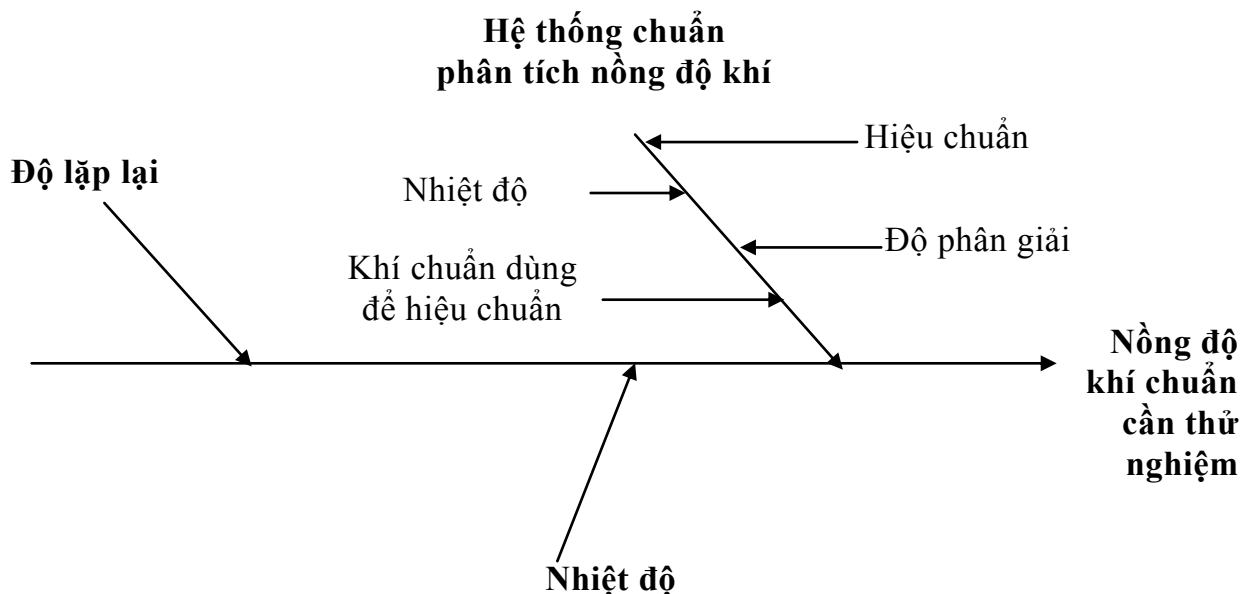 Hệ thống chuẩn
phân tích nồng độ khí
Hiệu chuẩn
Độ lặp lại
Nhiệt độ
Độ phân giải
Khí chuẩn dùng
để hiệu chuẩn
Nồng độ
khí chuẩn
cần thử
nghiệm
Nhiệt độ